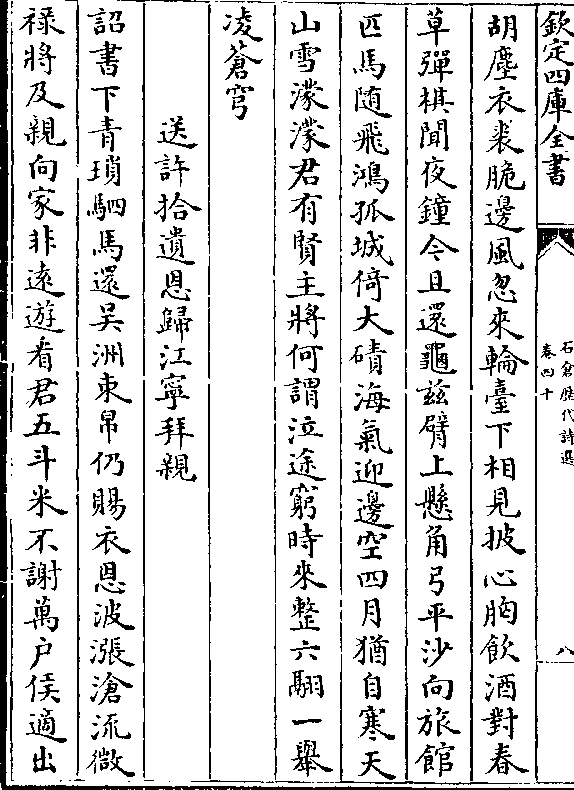 欽定四庫全書
石倉歷代詩選
卷四十
八
胡塵衣裘脆邊風忽來輪臺下相見披心胸飲酒對春
草彈棋聞夜鐘今且還龜茲臂上懸角弓平沙向旅館
匹馬随飛鴻孤城倚大磧海氣迎邊空四月猶自寒天
山雪濛濛君有賢主將何謂泣途窮時來整六翮一舉
凌蒼穹
送許拾遺恩歸江寧拜親
詔書下青瑣駟馬還吳洲束帛仍賜衣恩波漲滄流微
祿將及親向家非遠遊看君五斗米不謝萬户侯適出